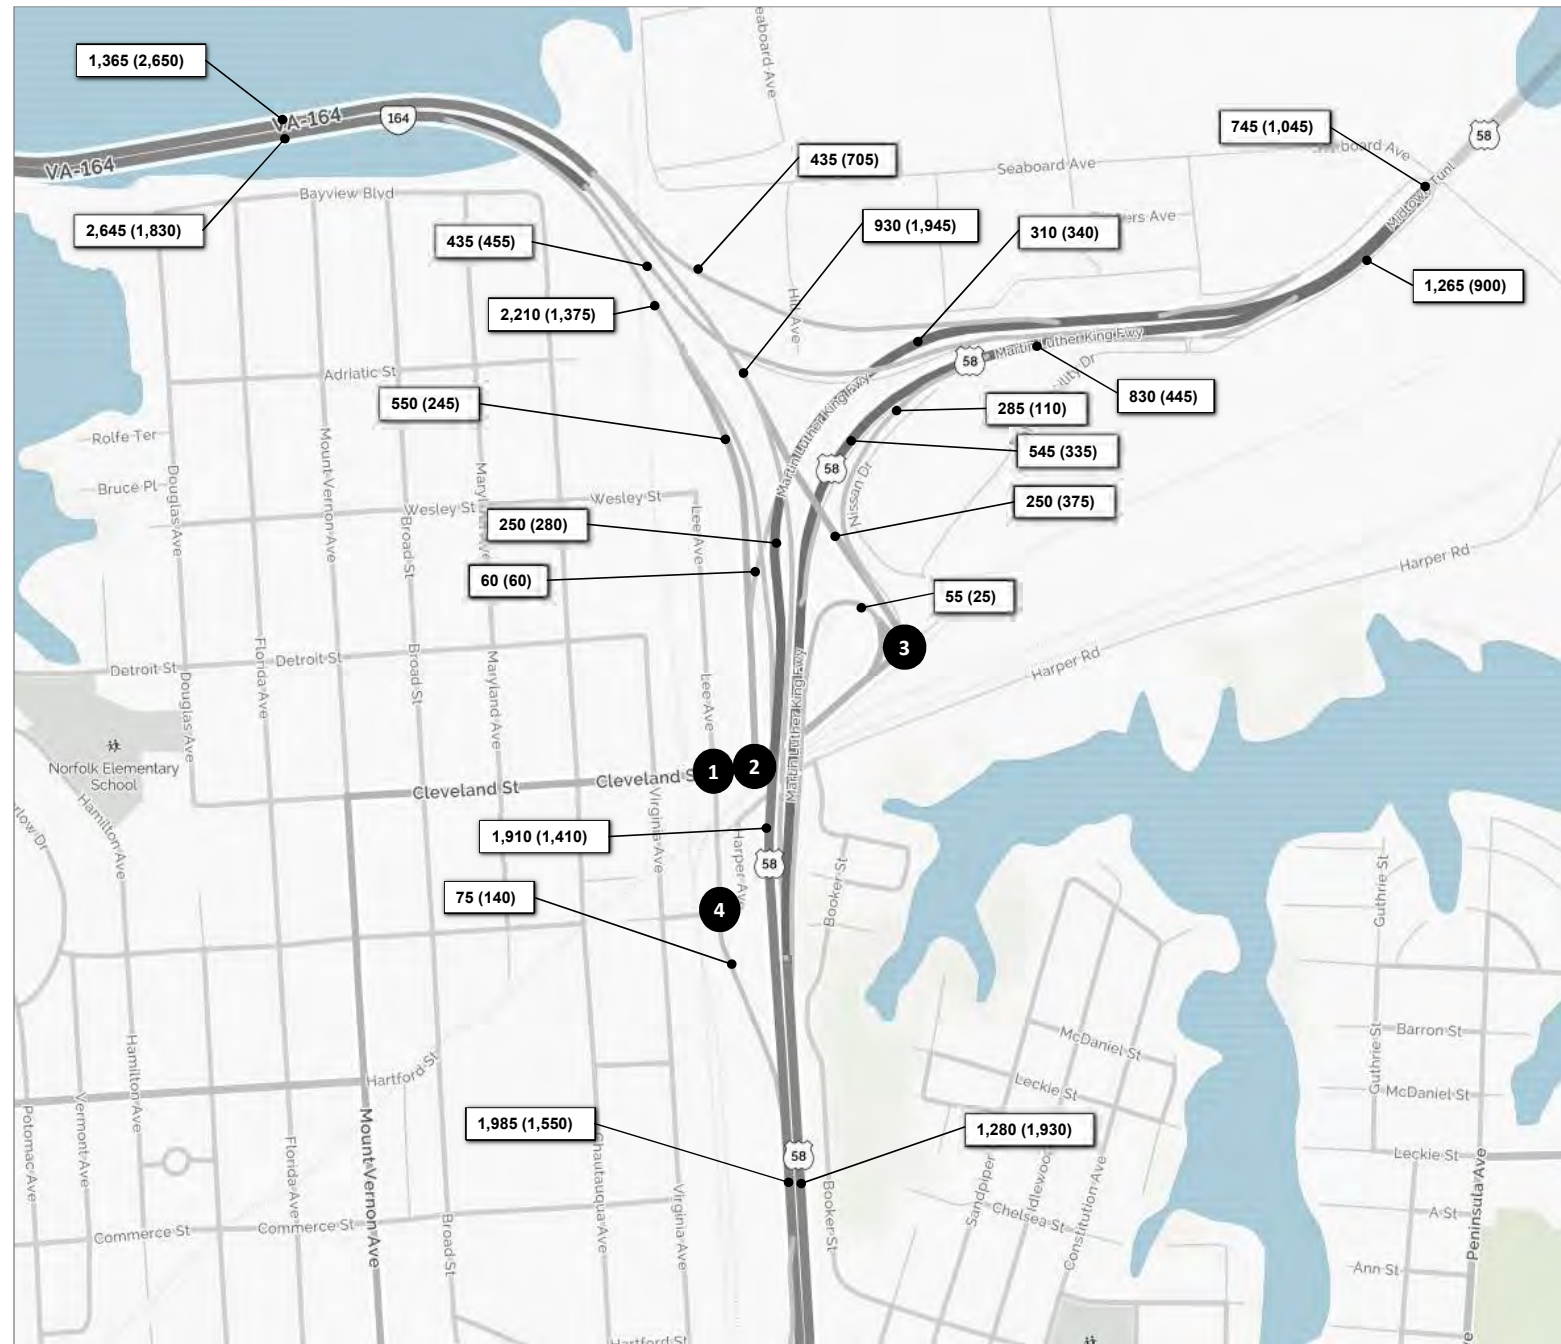 eaboard Ave
1,365 (2,650)
VA-164
164
VA-164
745 (1,045)
58
435 (705)
Seaboard Ave
Midtown Tunl
Bayview Blvd
2,645 (1,830)
435 (455)
930 (1,945)
310 (340)
1,265 (900)
2,210 (1,375)
Hill Ave
Martin Luther King Fwy
58
Adriatic St
550 (245)
830 (445)
285 (110)
Martin Luther King Fwy
Rolfe Ter
545 (335)
58
Bruce Pl
Nissan Dr
Douglas Ave
Mount Vernon Ave
Wesley St
Wesley St
Broad St
Lee Ave
250 (280)
250 (375)
60 (60)
Harper Rd
55 (25)
3
Detroit St
Detroit St
Florida Ave
Douglas Ave
Broad St
Maryland Ave
Lee Ave
Martin Luther King Fwy
Harper Rd
Norfolk Elementary
School
1
2
Cleveland St
Cleveland S
Hamilton Ave
Virginia Ave
rlow Dr
1,910 (1,410)
Harper Ave
58
Booker St
Guthrie St
75 (140)
4
McDaniel St
Barron St
Guthrie St
Hartford St
Leckie St
McDaniel St
Potomac Ave
Vermont Ave
Hamilton Ave
Florida Ave
Mount Vernon Ave
1,985 (1,550)
1,280 (1,930)
58
Leckie St
Chautauqua Ave
Virginia Ave
Booker St
Sandpiper
Idlewood
Constitution Ave
Chelsea St
A St
Peninsula Ave
Commerce St
Commerce St
Broad St
Ann St
Hartford St